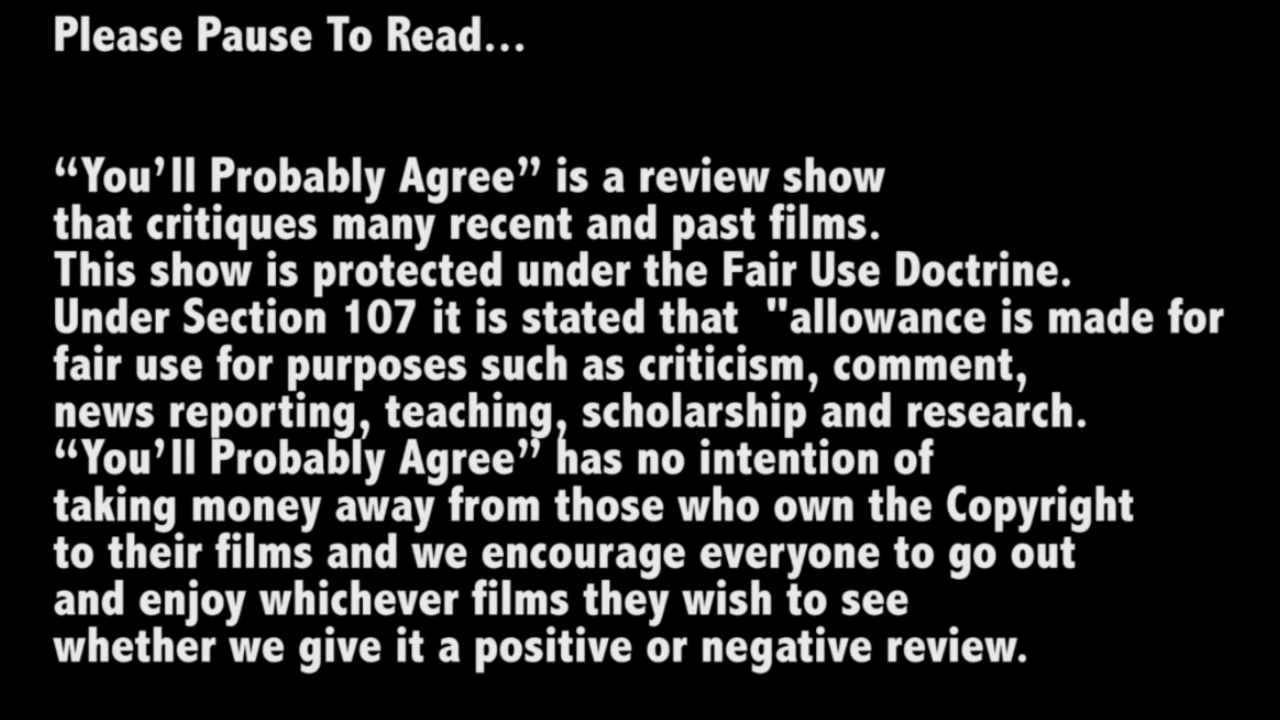 Please Pause To Read...
“You’ll Probably Agree” is a review show
that critiques many recent and past films.
This show is protected under the Fair Use Doctrine.
Under Section 107 it is stated that  "allowance is made for
fair use for purposes such as criticism, comment,
news reporting, teaching, scholarship and research.
“You’ll Probably Agree” has no intention of
taking money away from those who own the Copyright
to their films and we encourage everyone to go out
and enjoy whichever films they wish to see
whether we give it a positive or negative review.